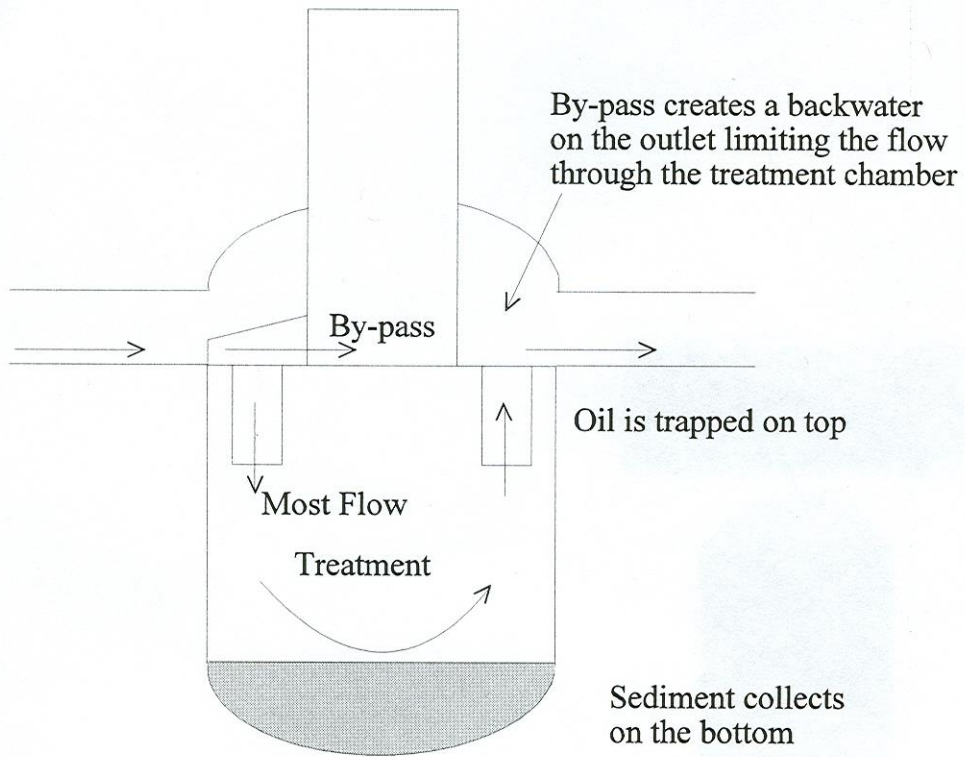 By-pass creates a backwater
on the outlet limiting the flow
through the treatment chamber
By-pass
Oil is trapped on top
Most Flow
Treatment
Sediment collects
on the bottom